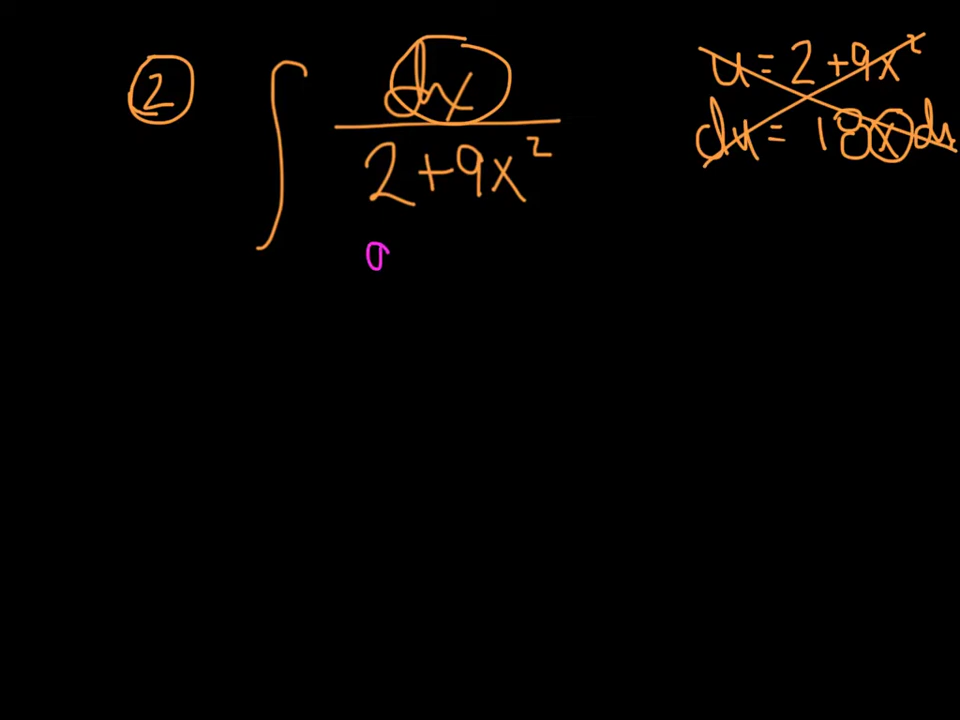 ② ∫ dx / (2+9x²)
u = 2+9x²
du = 18x dx
a